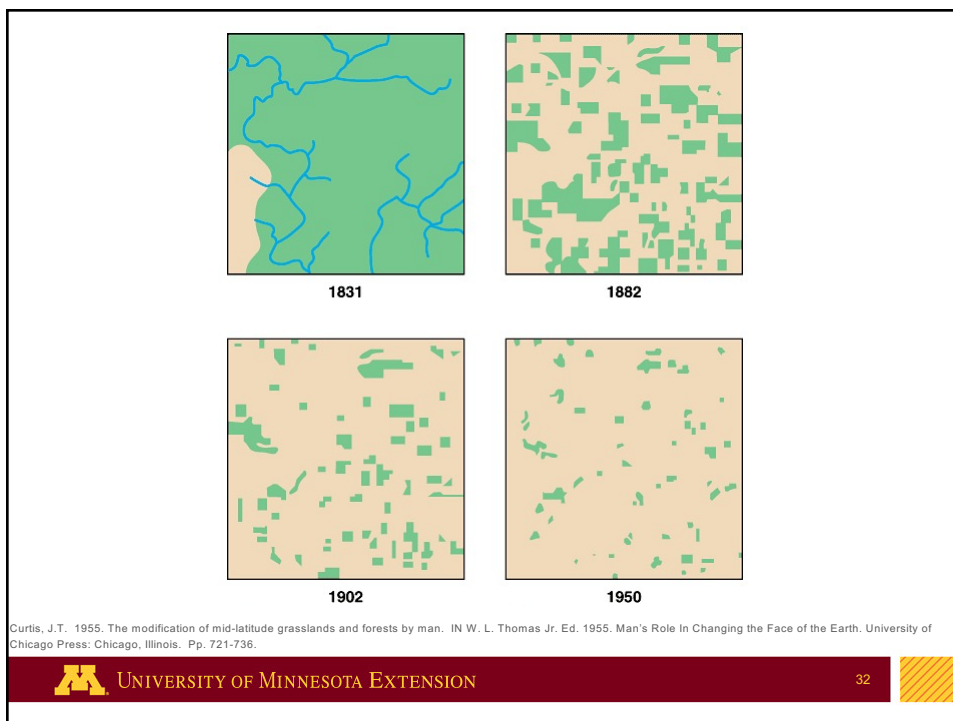 1831
1882
1902
1950
Curtis, J.T. 1955. The modification of mid-latitude grasslands and forests by man. IN W. L. Thomas Jr. Ed. 1955. Man's Role In Changing the Face of the Earth. University of
Chicago Press: Chicago, Illinois. Pp. 721-736.
M UNIVERSITY OF MINNESOTA EXTENSION
32